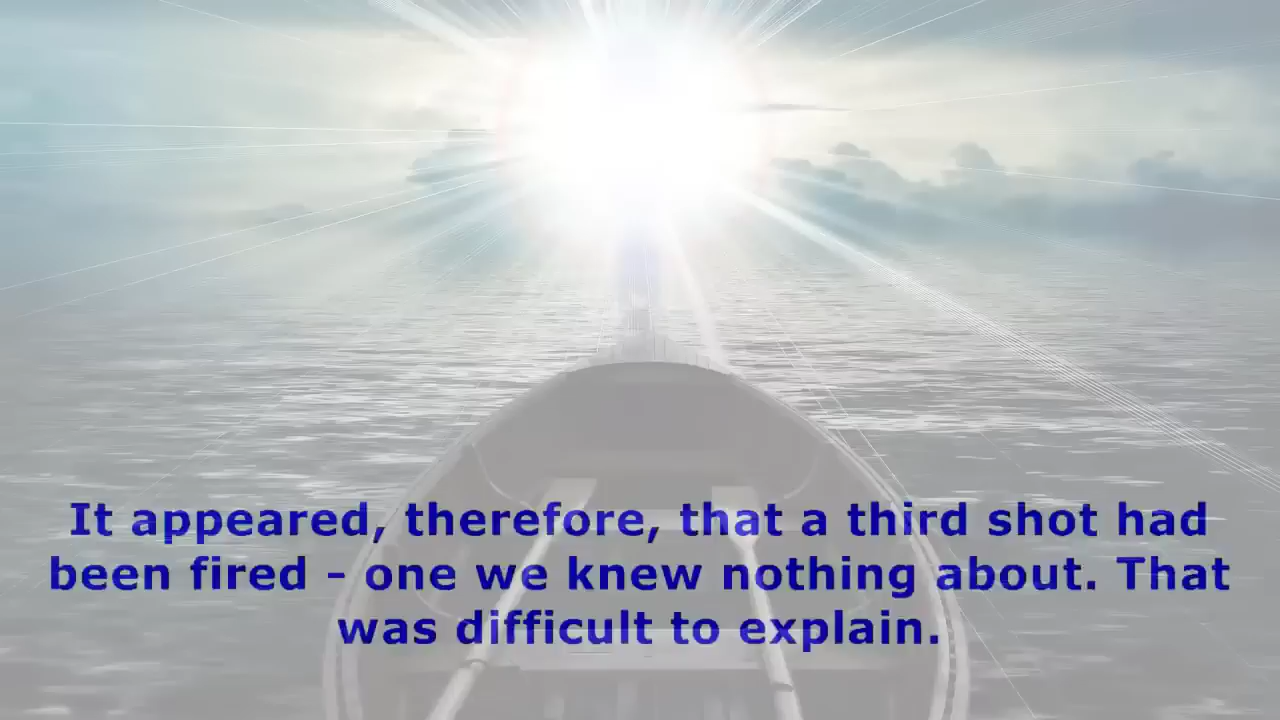 It appeared, therefore, that a third shot had
been fired – one we knew nothing about. That
was difficult to explain.